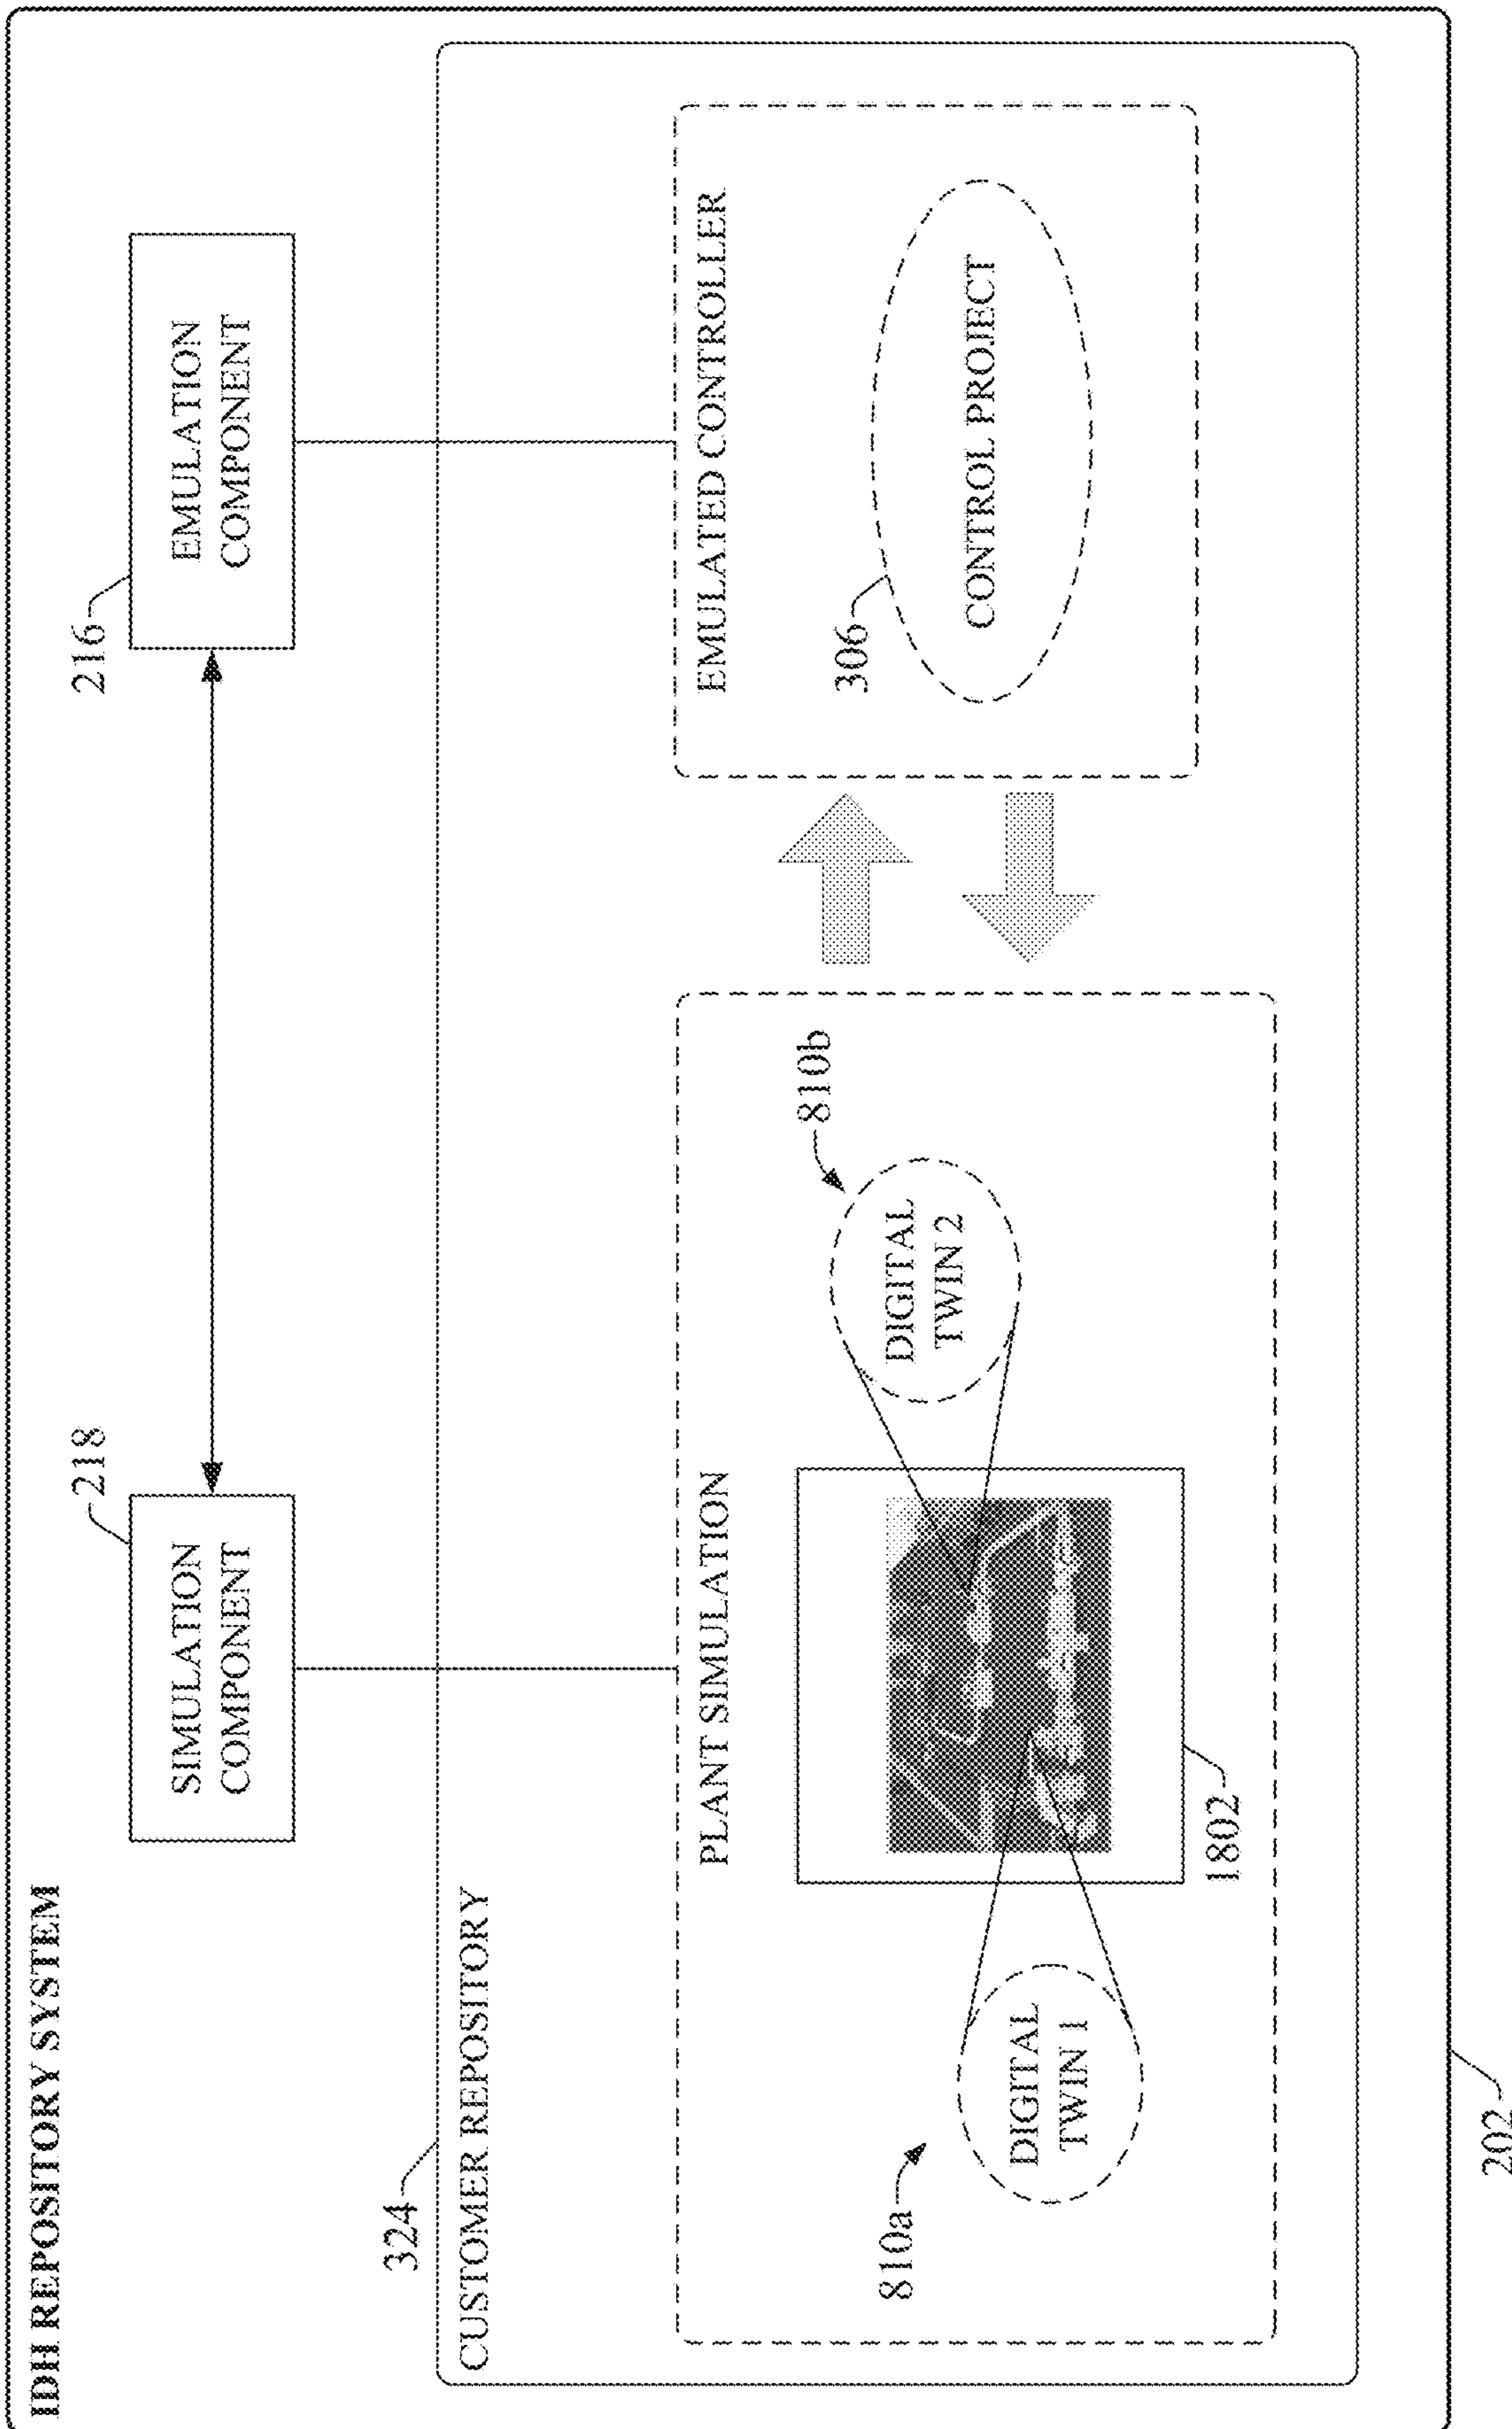 IDH REPOSITORY SYSTEM
218
SIMULATION
COMPONENT
216
EMULATION
COMPONENT
324
CUSTOMER REPOSITORY
PLANT SIMULATION
810a
DIGITAL
TWIN 1
1802
810b
DIGITAL
TWIN 2
EMULATED CONTROLLER
306
CONTROL PROJECT
202